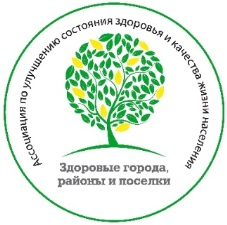 Ассоциация по улучшению состояния здоровья и качества жизни населения
Здоровые города,
районы и поселки